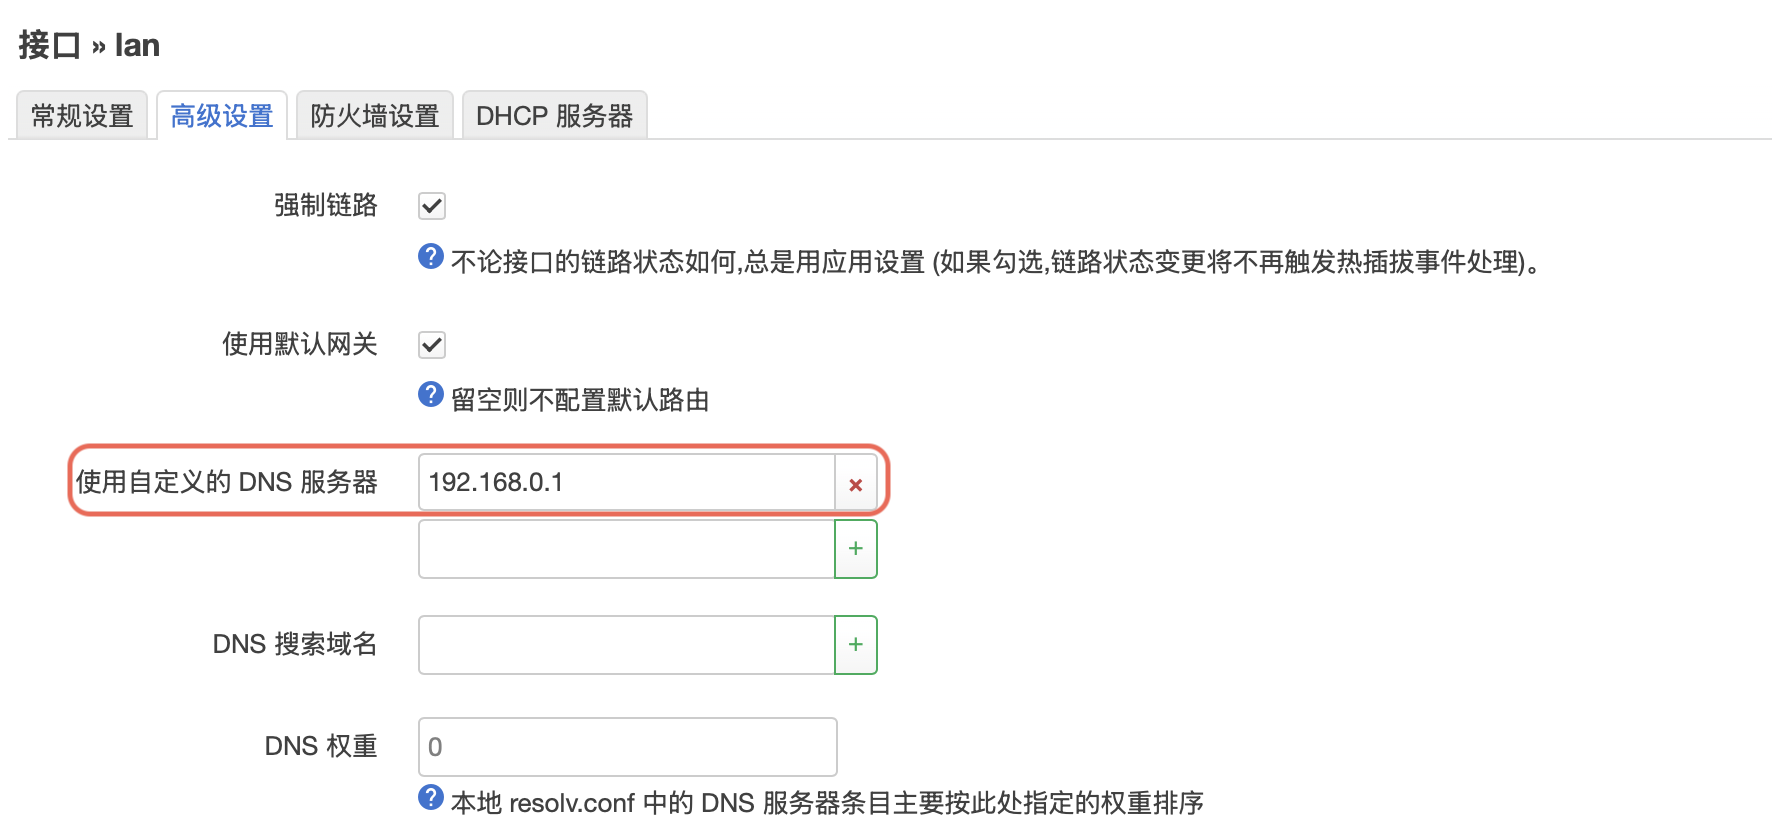 接口 » lan
常规设置 高级设置 防火墙设置 DHCP 服务器
强制链路
不论接口的链路状态如何,总是用应用设置 (如果勾选,链路状态变更将不再触发热插拔事件处理)。
使用默认网关
留空则不配置默认路由
使用自定义的 DNS 服务器 192.168.0.1 ×
+
DNS 搜索域名 +
DNS 权重 0
本地 resolv.conf 中的 DNS 服务器条目主要按此处指定的权重排序